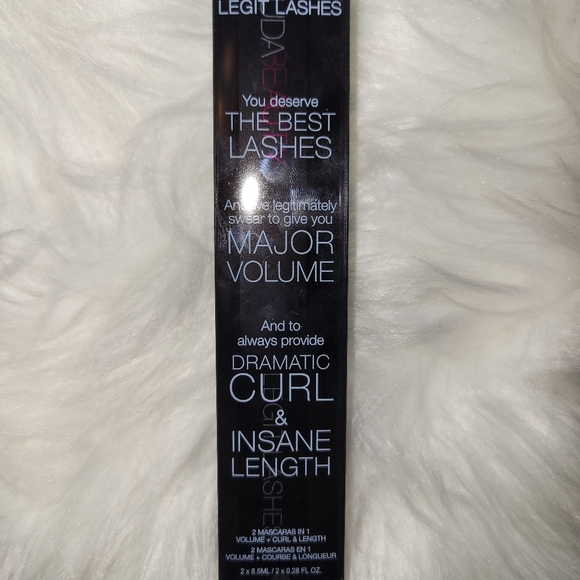 LEGIT LASHES
You deserve
THE BEST
LASHES
And we legitimately
swear to give you
MAJOR
VOLUME
And to
always provide
DRAMATIC
CURL
&
INSANE
LENGTH
2 MASCARAS IN 1
VOLUME + CURL & LENGTH
2 MASCARAS EN 1
VOLUME + COURBE & LONGUEUR
2 x 8.5ML / 2 x 0.28 FL OZ.